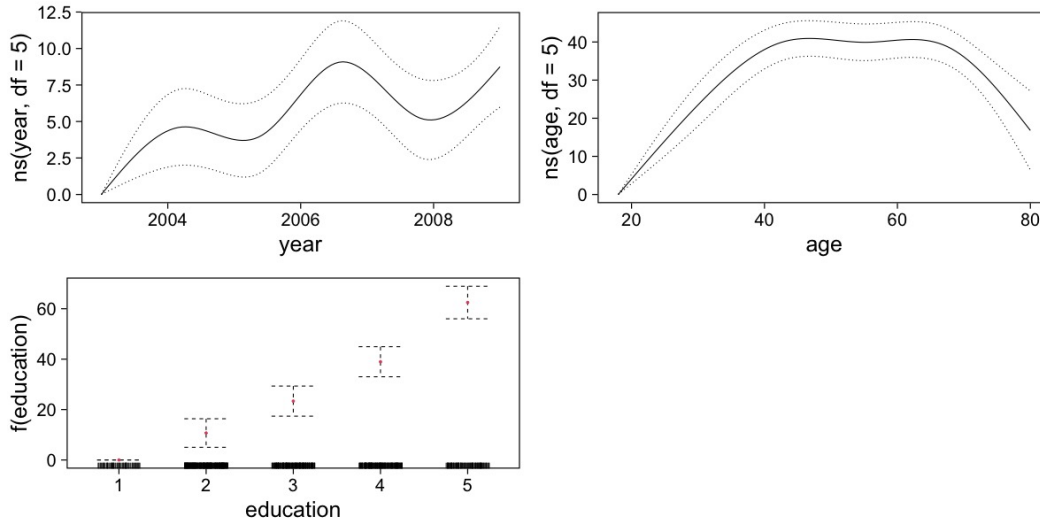 ns(year, df = 5)
12.5
10.0
7.5
5.0
2.5
0.0
2004 2006 2008
year
ns(age, df = 5)
40
30
20
10
0
20 40 60 80
age
f(education)
60
40
20
0
1 2 3 4 5
education